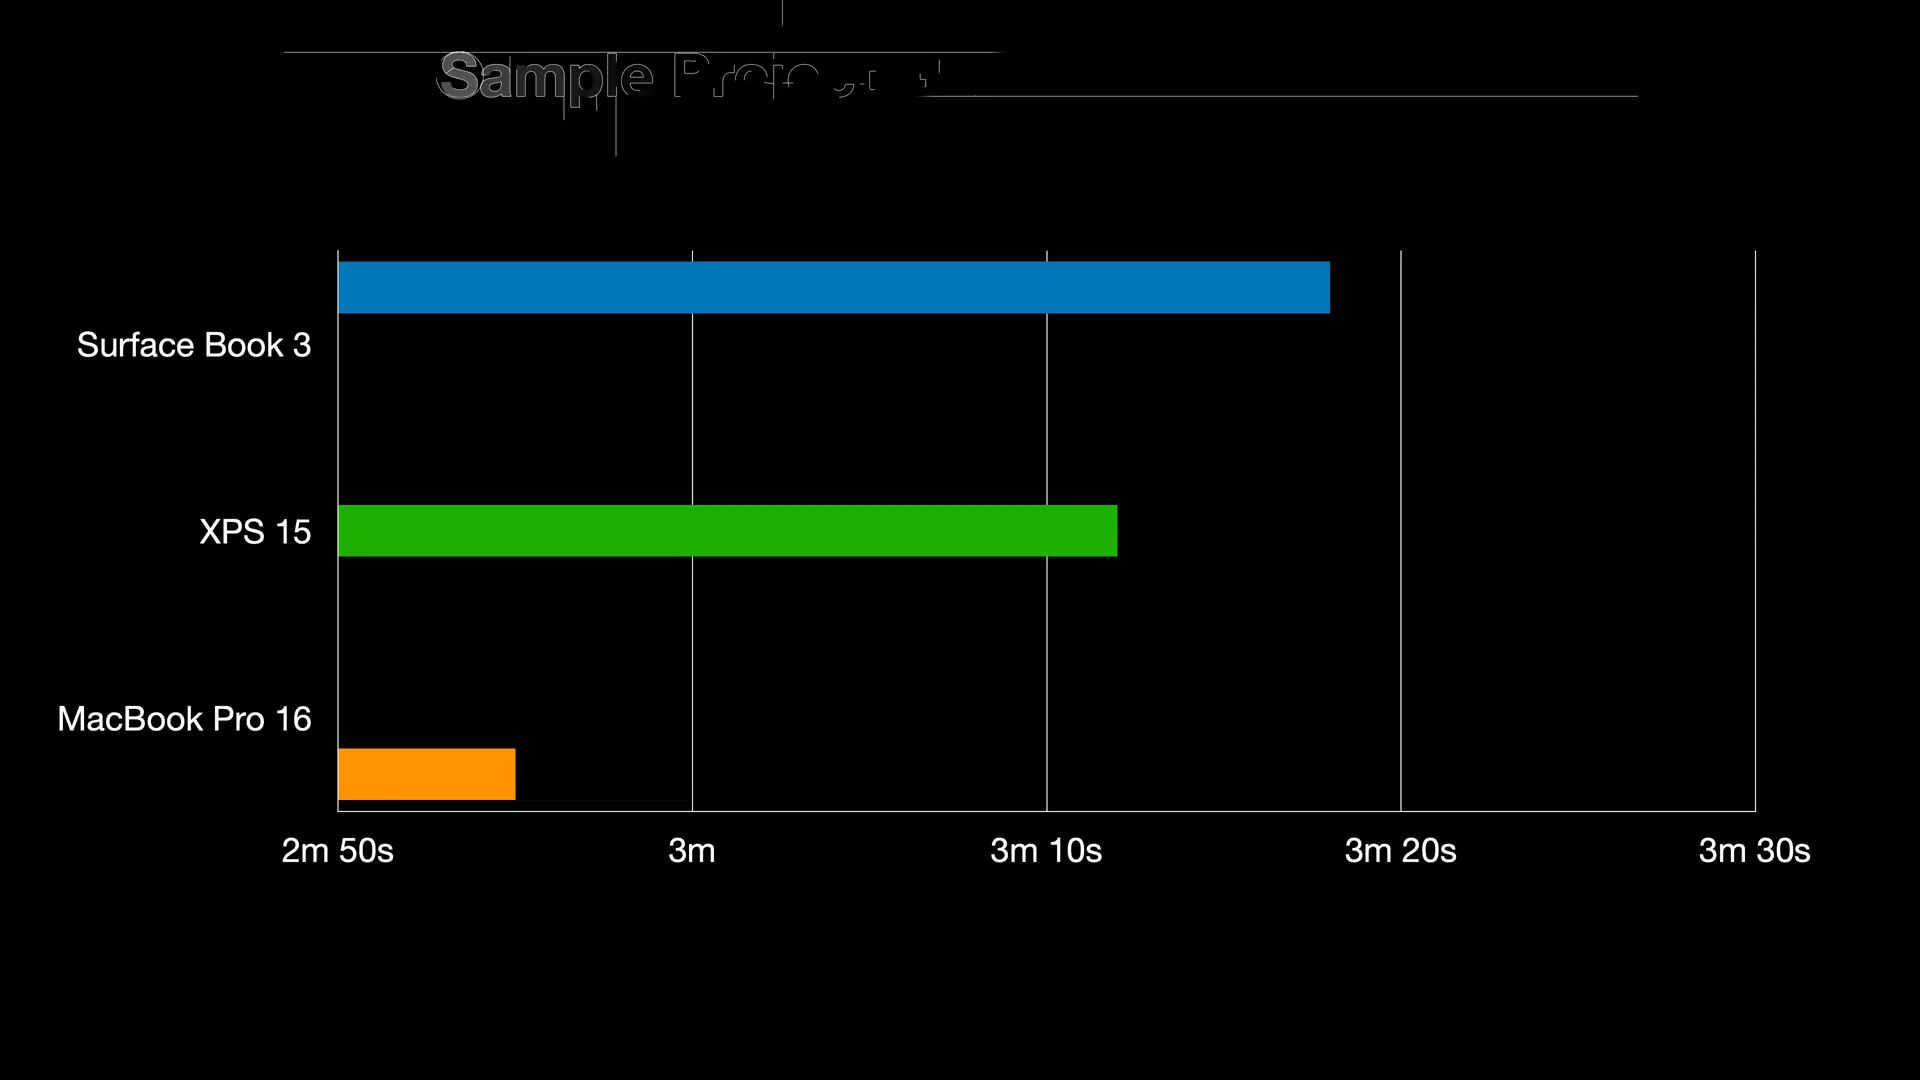 Sample
Surface Book 3
XPS 15
MacBook Pro 16
2m 50s 3m 3m 10s 3m 20s 3m 30s